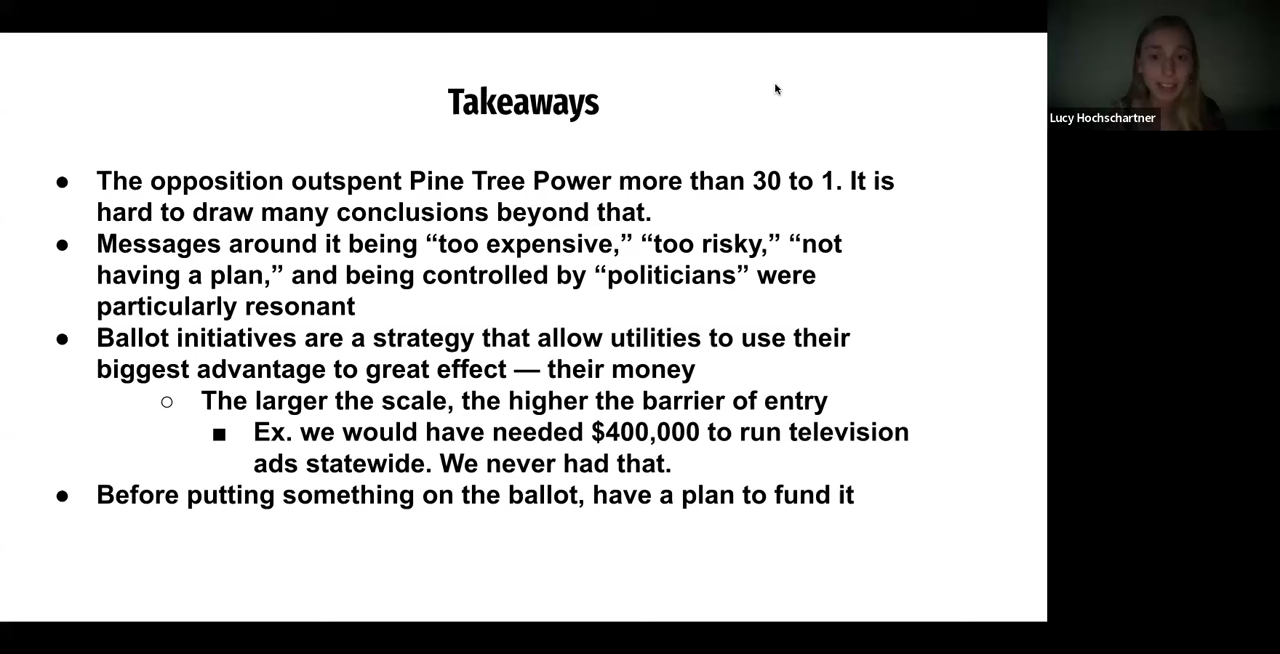 Takeaways
Lucy Hochschartner
● The opposition outspent Pine Tree Power more than 30 to 1. It is
hard to draw many conclusions beyond that.
● Messages around it being “too expensive,” “too risky,” “not
having a plan,” and being controlled by “politicians” were
particularly resonant
● Ballot initiatives are a strategy that allow utilities to use their
biggest advantage to great effect — their money
○ The larger the scale, the higher the barrier of entry
■ Ex. we would have needed $400,000 to run television
ads statewide. We never had that.
● Before putting something on the ballot, have a plan to fund it